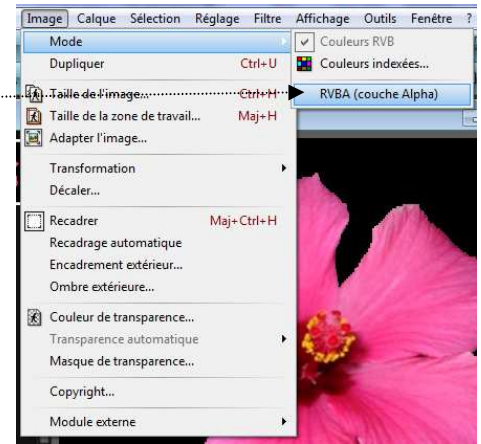 Image Calque Sélection Réglage Filtre Affichage Outils Fenêtre ?
Mode
Dupliquer Ctrl+U
Taille de l'image... Ctrl+H
Taille de la zone de travail... Maj+H
Adapter l'image...
Transformation
Décaler...
Recadrer Maj+Ctrl+H
Recadrage automatique
Encadrement extérieur...
Ombre extérieure...
Couleur de transparence...
Transparence automatique
Masque de transparence...
Copyright...
Module externe
Couleurs RVB
Couleurs indexées...
RVBA (couche Alpha)